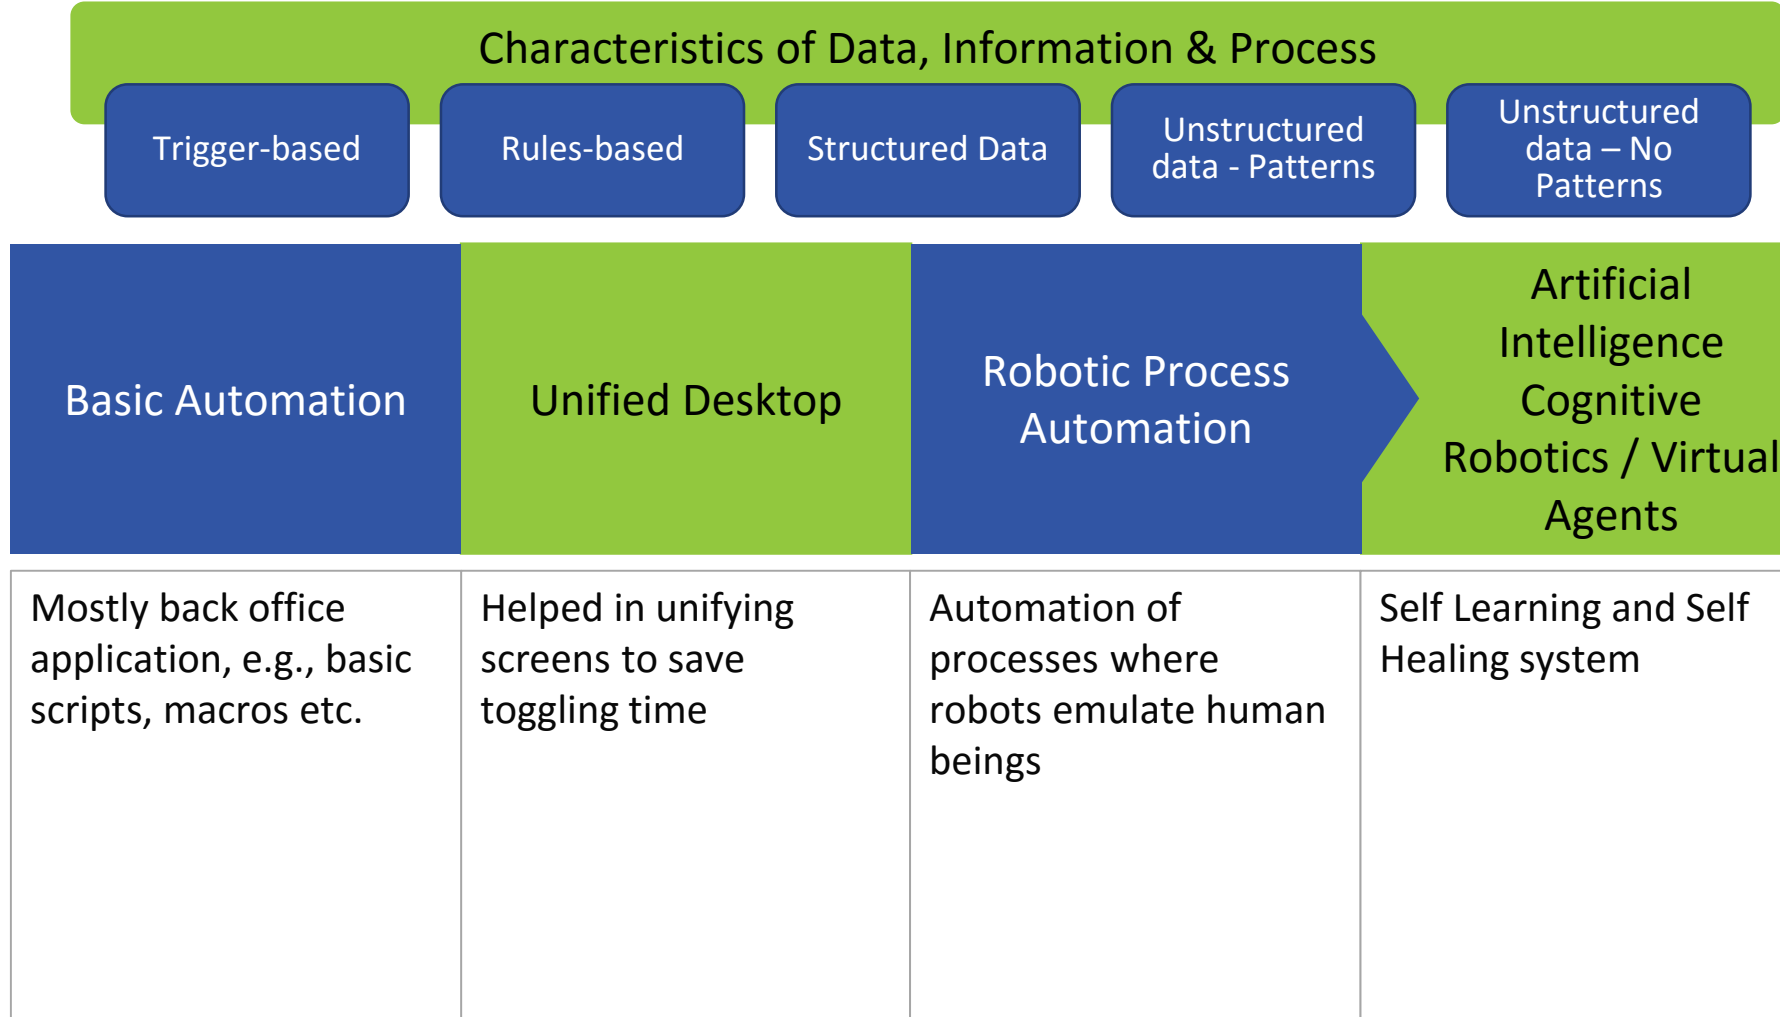 Characteristics of Data, Information & Process
Trigger-based
Rules-based
Structured Data
Unstructured
data - Patterns
Unstructured
data – No
Patterns
Basic Automation
Unified Desktop
Robotic Process
Automation
Artificial
Intelligence
Cognitive
Robotics / Virtual
Agents
Mostly back office
application, e.g., basic
scripts, macros etc.
Helped in unifying
screens to save
toggling time
Automation of
processes where
robots emulate human
beings
Self Learning and Self
Healing system